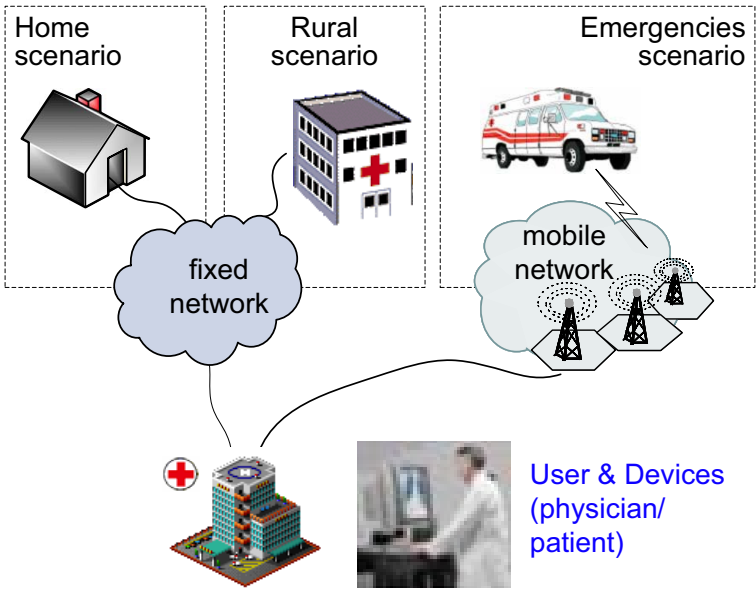 Home
scenario
Rural
scenario
Emergencies
scenario
fixed
network
mobile
network
H
User & Devices
(physician/
patient)